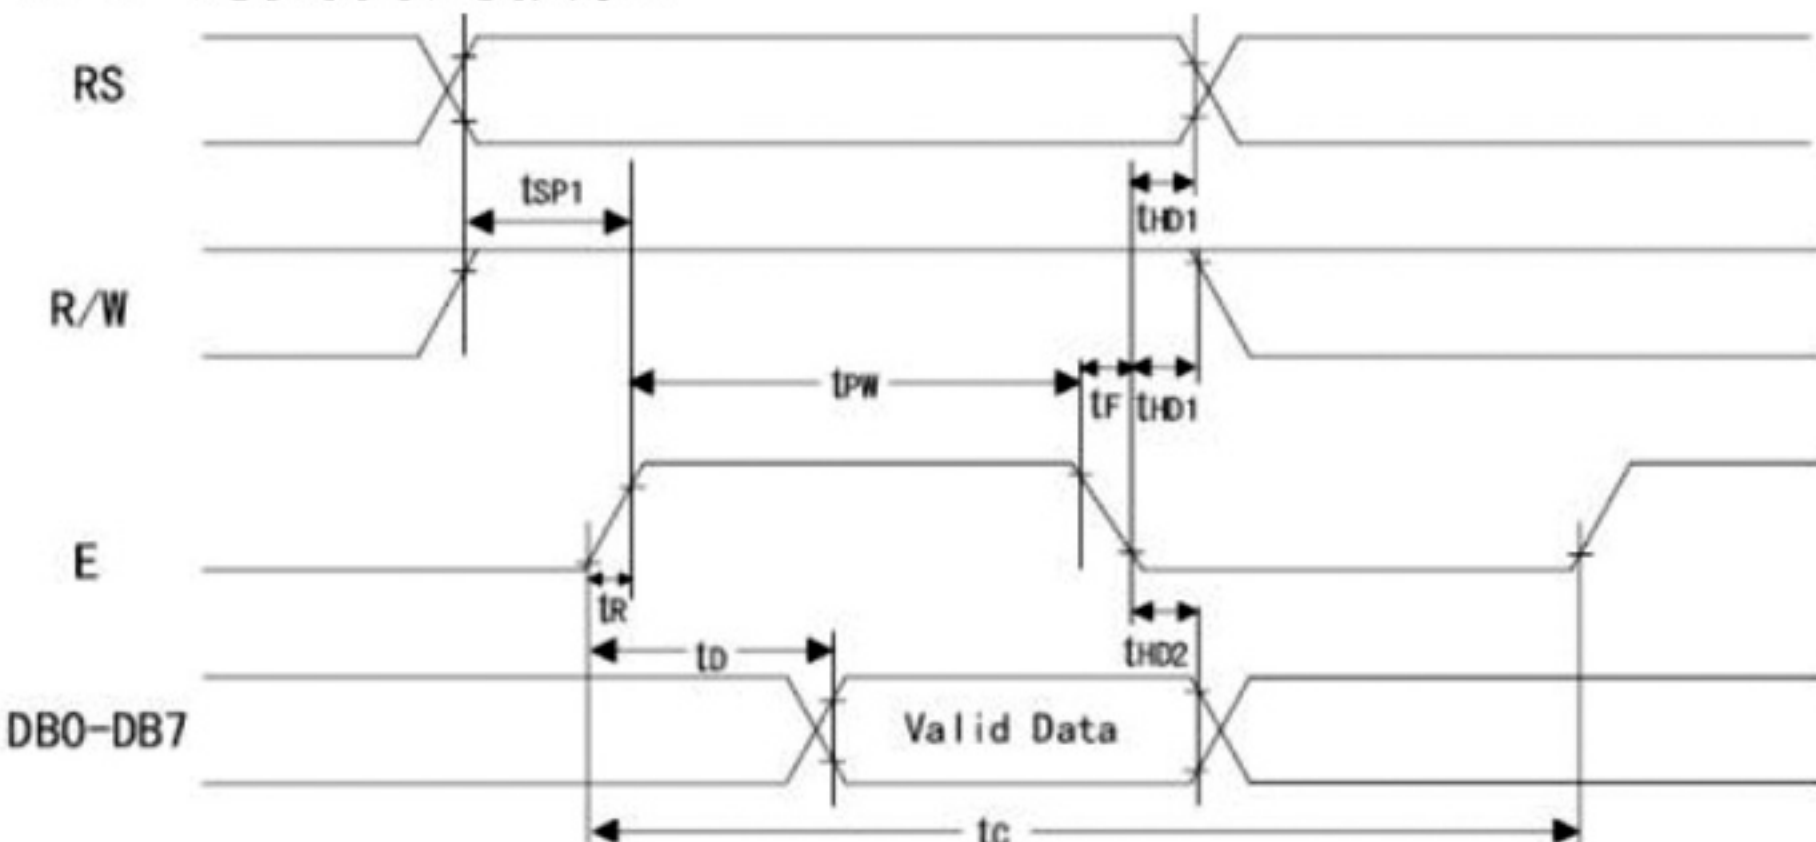 RS
tSP1
tHD1
R/W
tPW
tF tHD1
E
tR
tD
tHD2
DB0-DB7
Valid Data
tC